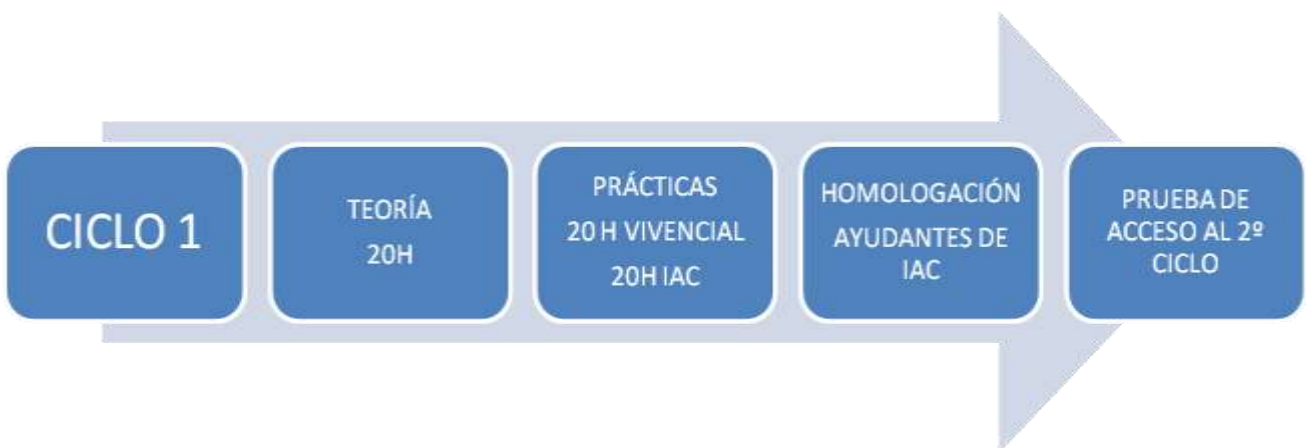 CICLO 1
TEORÍA
20H
PRÁCTICAS
20 H VIVENCIAL
20H IAC
HOMOLOGACIÓN
AYUDANTES DE
IAC
PRUEBA DE
ACCESO AL 2º
CICLO